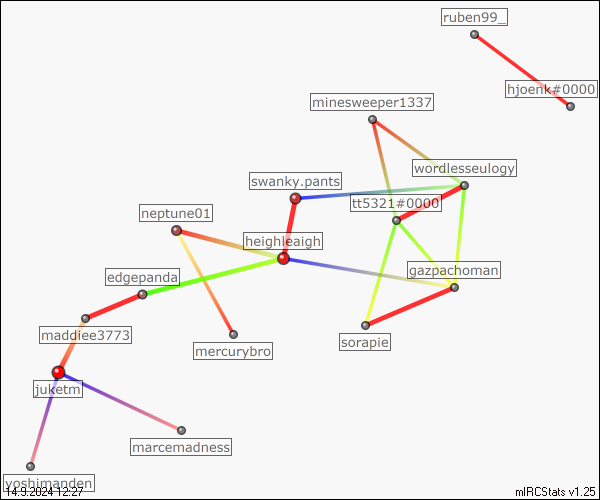 ruben99_
hjoenk#0000
minesweeper1337
wordlesseulogy
swanky.pants
tt5321#0000
neptune01
heighleaigh
gazpachoman
edgepanda
maddiee3773
sorapie
mercurybro
juketm
marcemadness
yoshimanden
14.9.2024 12:27
mIRCStats v1.25